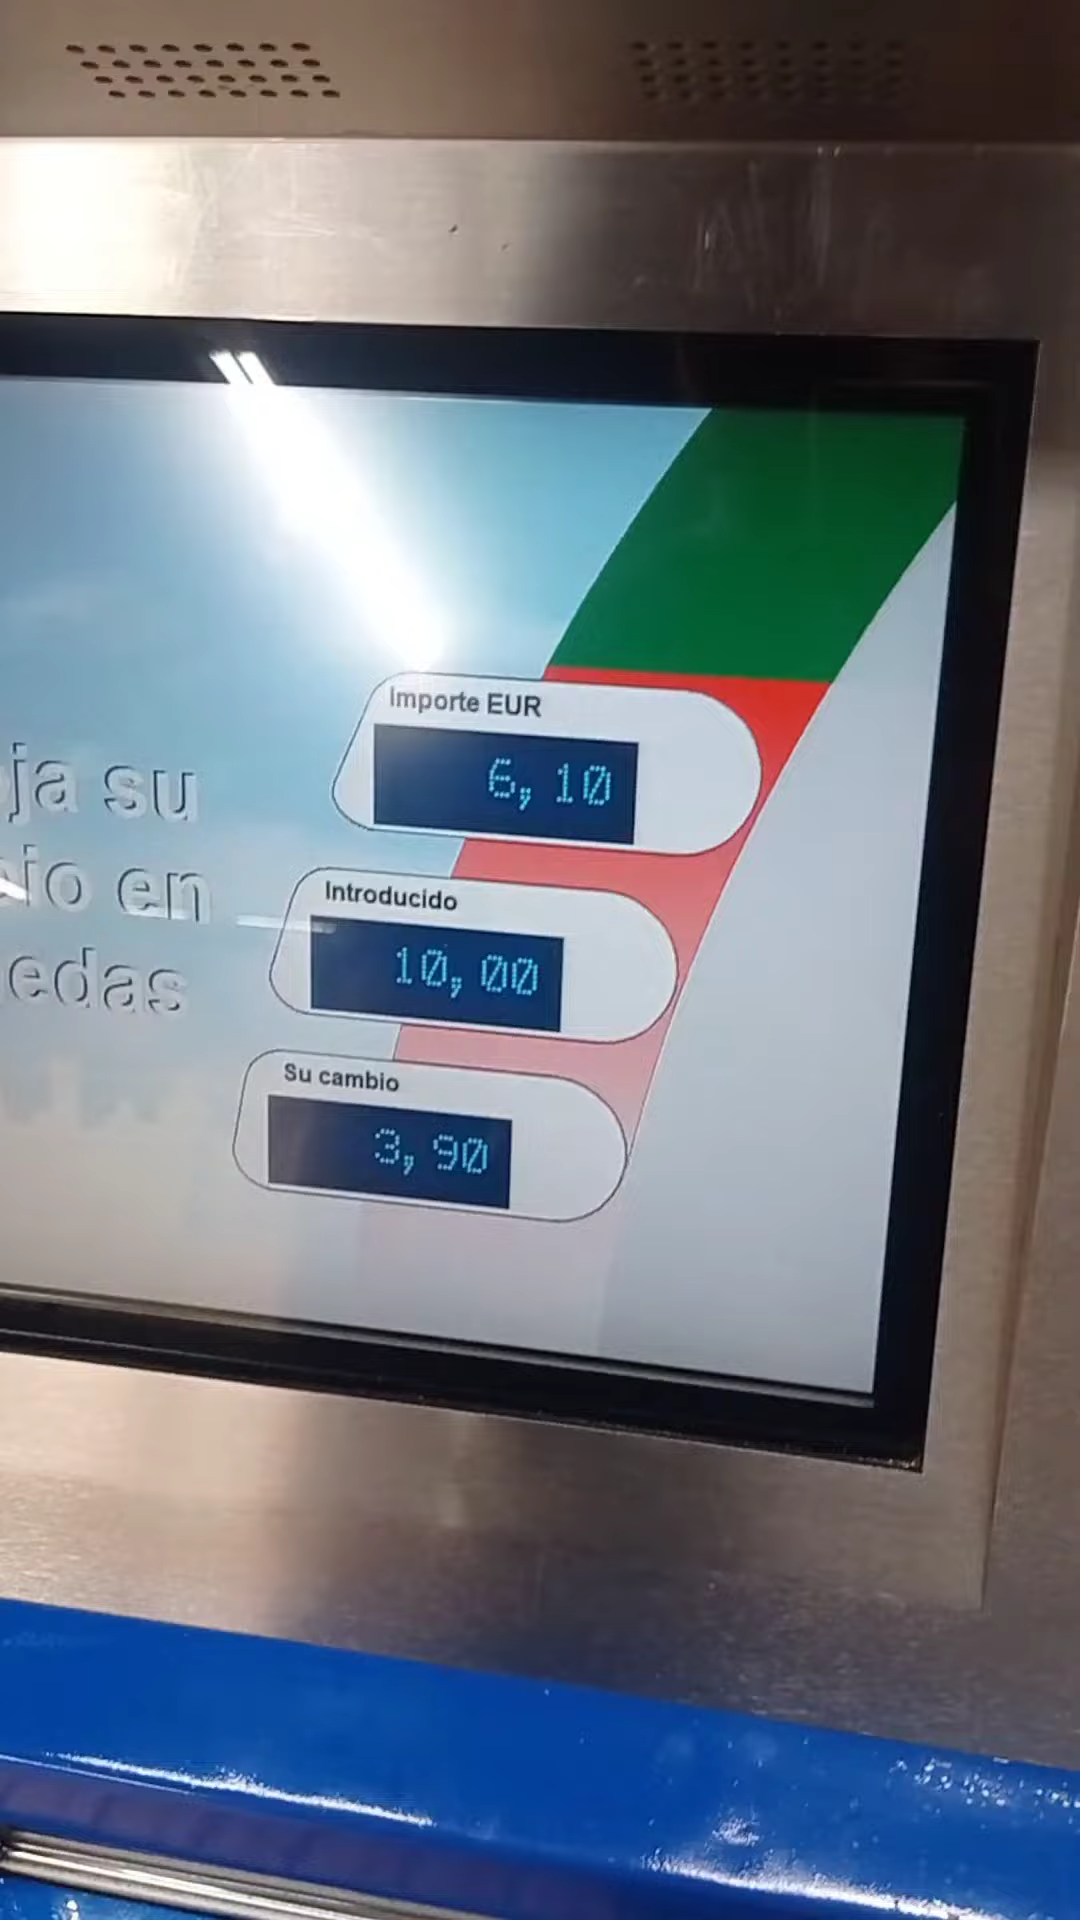 ja su
io en
edas
Importe EUR
6,10
Introducido
10,00
Su cambio
3,90